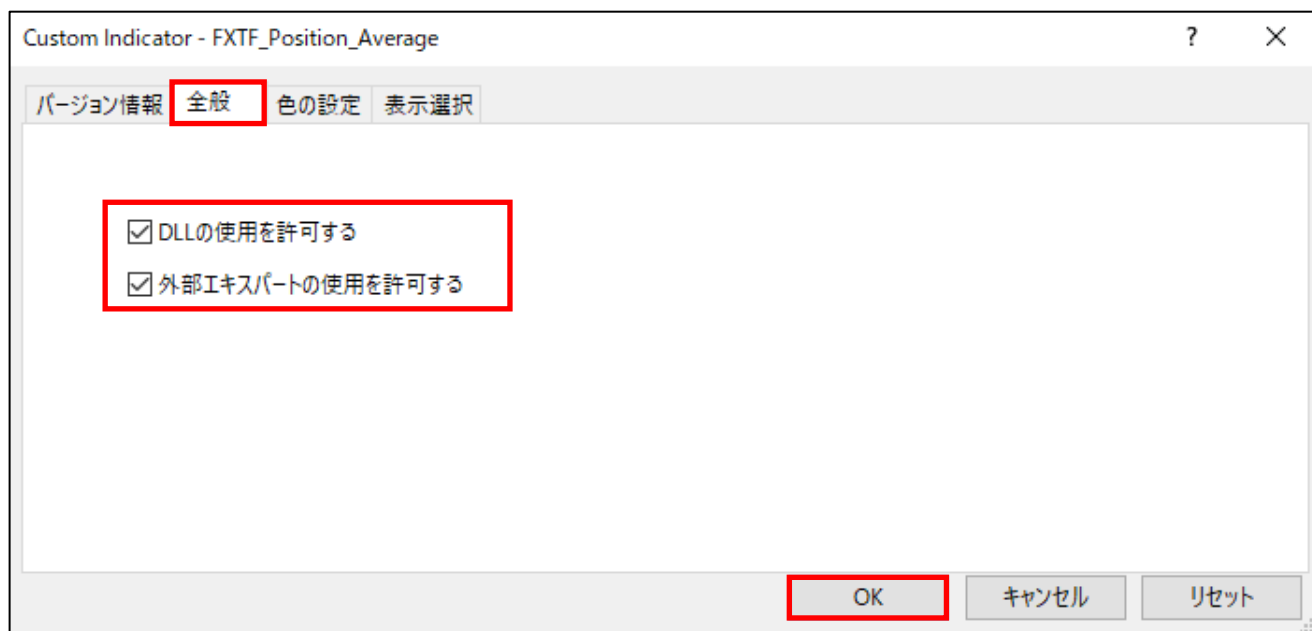 Custom Indicator - FXTF_Position_Average ? ×
バージョン情報 全般 色の設定 表示選択
DLLの使用を許可する
外部エキスパートの使用を許可する
OK キャンセル リセット